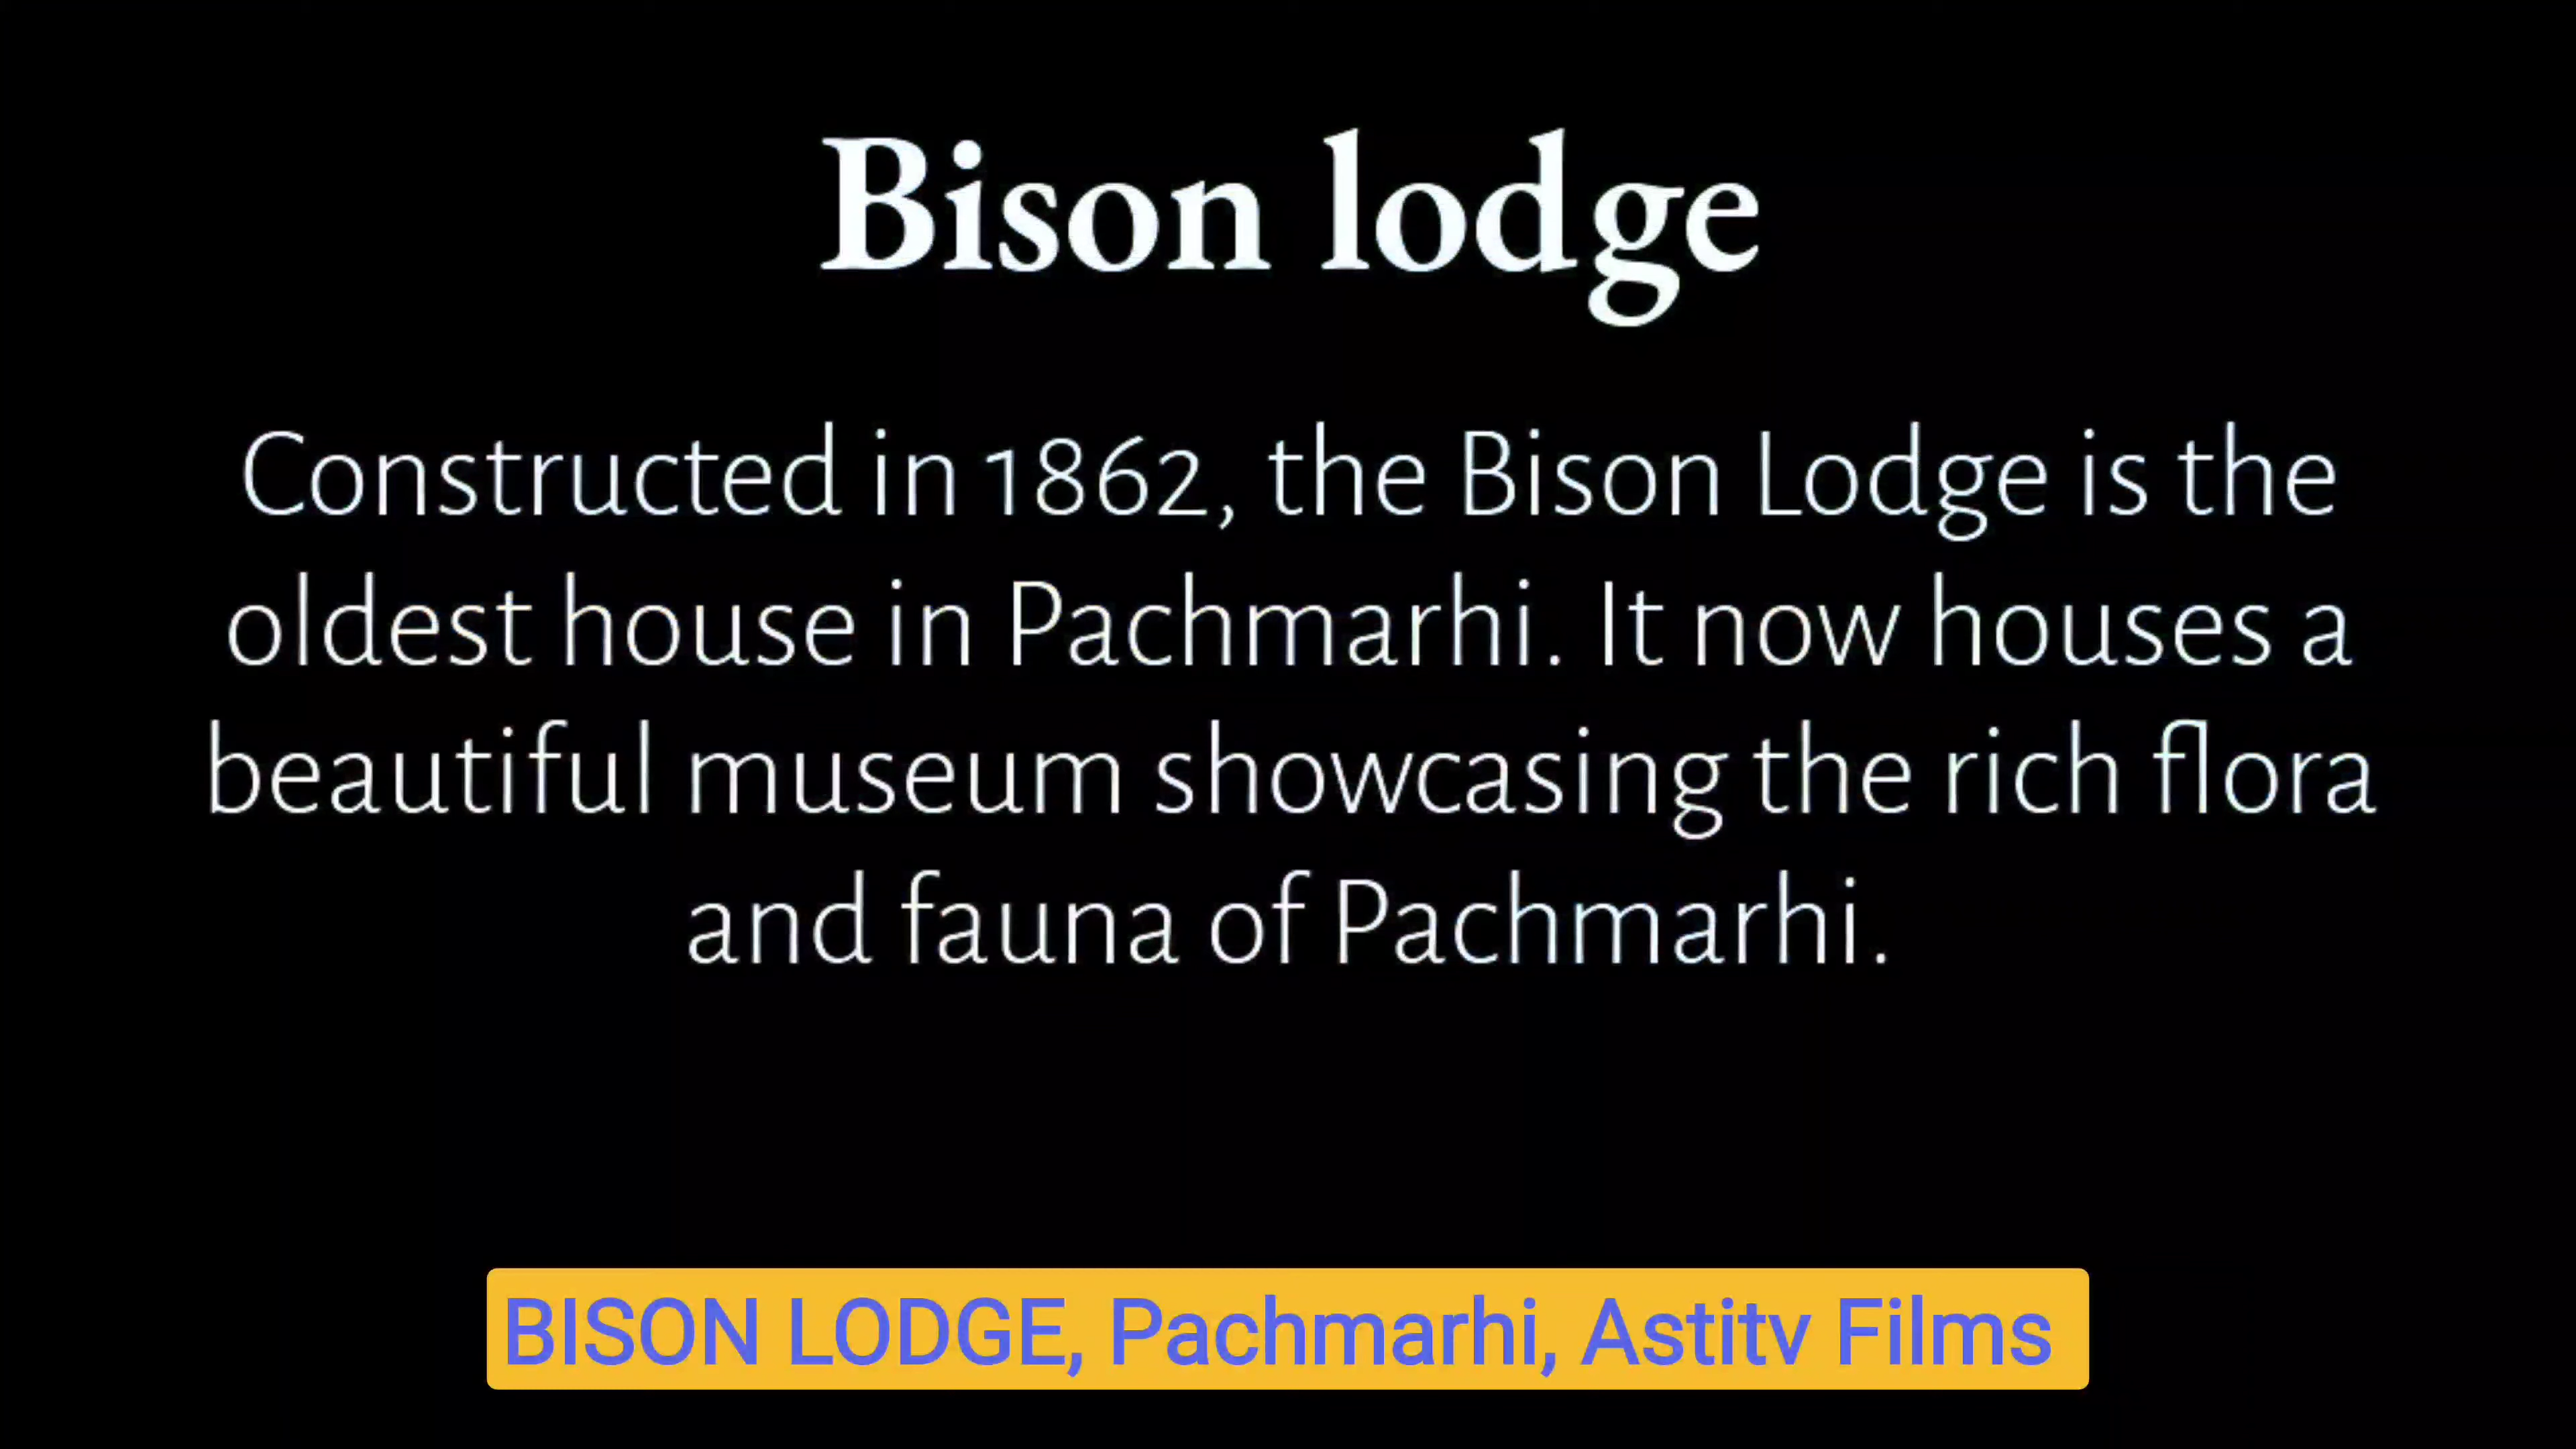 Bison lodge
Constructed in 1862, the Bison Lodge is the
oldest house in Pachmarhi. It now houses a
beautiful museum showcasing the rich flora
and fauna of Pachmarhi.
BISON LODGE, Pachmarhi, Astitv Films